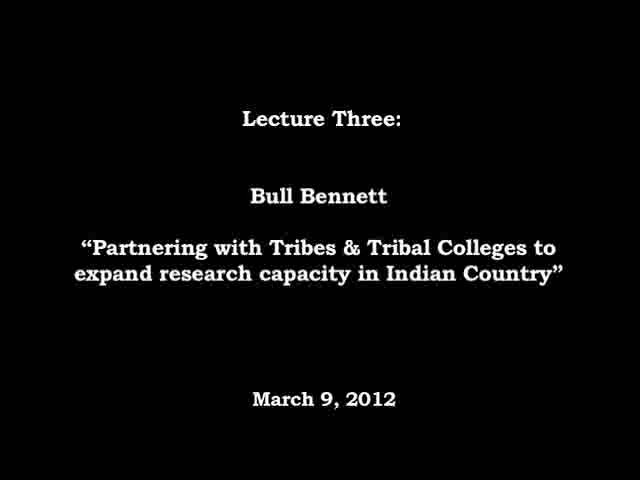 Lecture Three:
Bull Bennett
“Partnering with Tribes & Tribal Colleges to
expand research capacity in Indian Country”
March 9, 2012